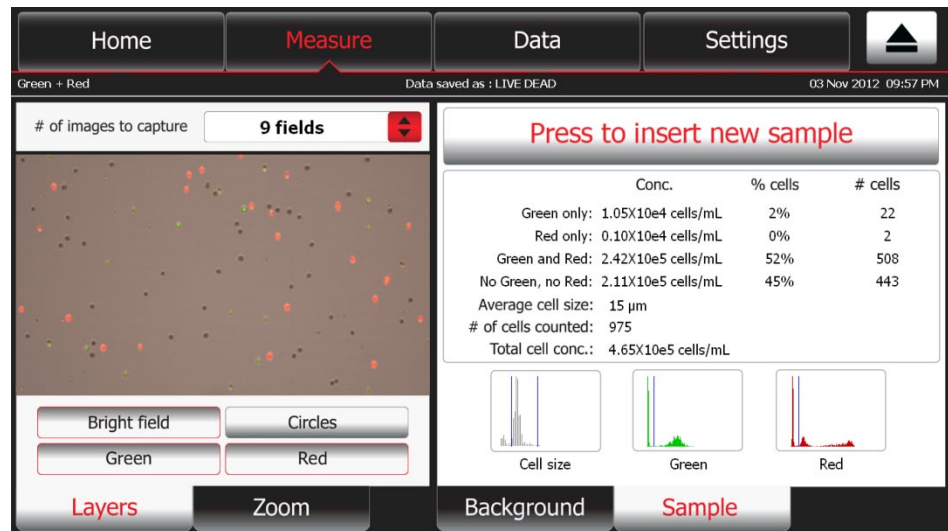 Home Measure Data Settings
Green + Red Data saved as : LIVE DEAD 03 Nov 2012 09:57 PM
# of images to capture 9 fields
Press to insert new sample
Conc. % cells # cells
Green only: 1.05X10e4 cells/mL 2% 22
Red only: 0.10X10e4 cells/mL 0% 2
Green and Red: 2.42X10e5 cells/mL 52% 508
No Green, no Red: 2.11X10e5 cells/mL 45% 443
Average cell size: 15 µm
# of cells counted: 975
Total cell conc.: 4.65X10e5 cells/mL
Bright field Circles
Green Red
Cell size Green Red
Layers Zoom Background Sample